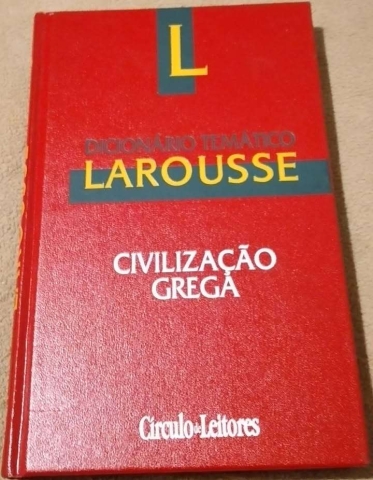 L
DICIONÁRIO TEMÁTICO
LAROUSSE
CIVILIZAÇÃO
GREGA
Círculo de Leitores